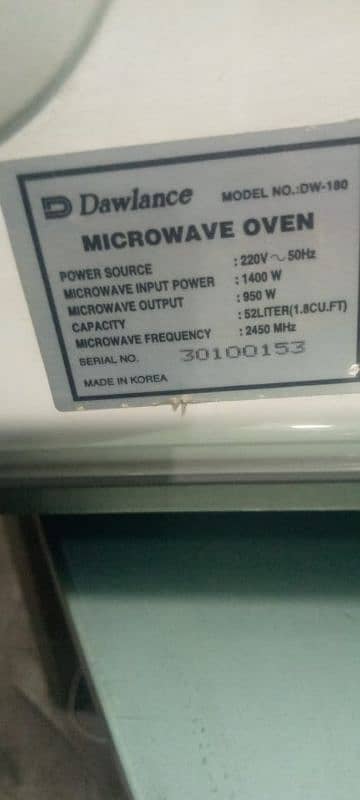 Dawlance MODEL NO.:DW-180
MICROWAVE OVEN
POWER SOURCE : 220V～50Hz
MICROWAVE INPUT POWER : 1400 W
MICROWAVE OUTPUT : 950 W
CAPACITY : 52LITER(1.8CU.FT)
MICROWAVE FREQUENCY : 2450 MHz
SERIAL NO. 30100153
MADE IN KOREA